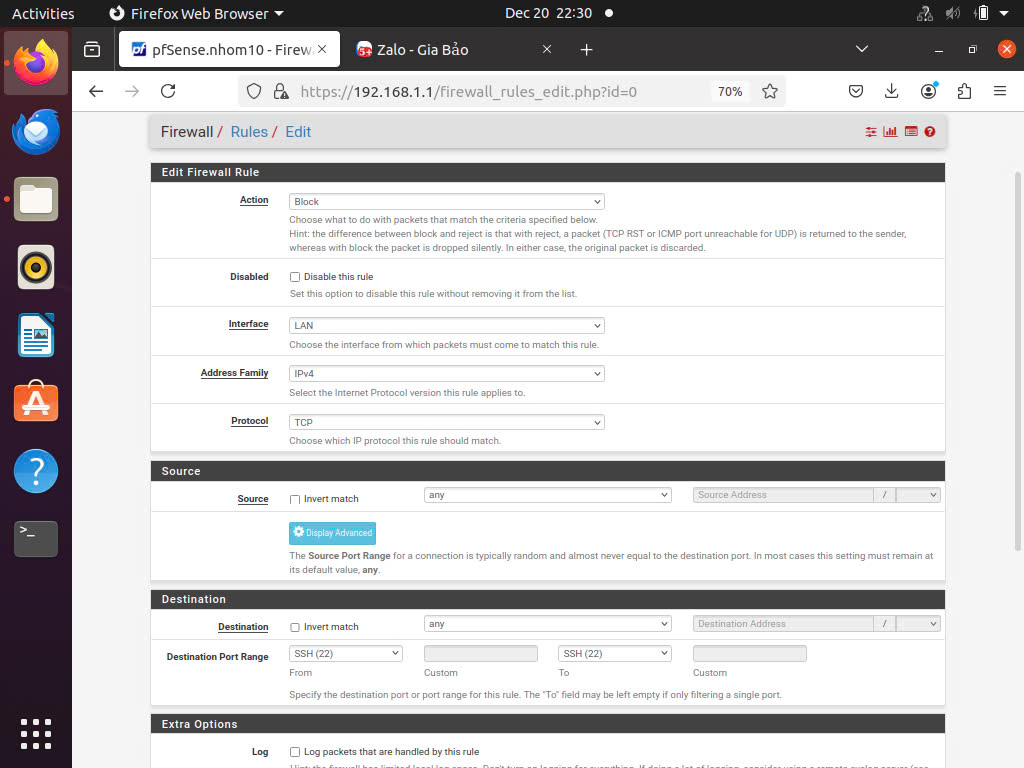 Activities
Firefox Web Browser
Dec 20 22:30
pfSense.nhom10 - Firew
5+
Zalo - Gia Bảo
https://192.168.1.1/firewall_rules_edit.php?id=0
70%
Firewall / Rules / Edit
Edit Firewall Rule
Action
Block
Choose what to do with packets that match the criteria specified below.
Hint: the difference between block and reject is that with reject, a packet (TCP RST or ICMP port unreachable for UDP) is returned to the sender,
whereas with block the packet is dropped silently. In either case, the original packet is discarded.
Disabled
Disable this rule
Set this option to disable this rule without removing it from the list.
Interface
LAN
Choose the interface from which packets must come to match this rule.
Address Family
IPv4
Select the Internet Protocol version this rule applies to.
Protocol
TCP
Choose which IP protocol this rule should match.
Source
Source
Invert match
any
Source Address
/
Display Advanced
The Source Port Range for a connection is typically random and almost never equal to the destination port. In most cases this setting must remain at
its default value, any.
Destination
Destination
Invert match
any
Destination Address
/
Destination Port Range
SSH (22)
SSH (22)
From
Custom
To
Custom
Specify the destination port or port range for this rule. The "To" field may be left empty if only filtering a single port.
Extra Options
Log
Log packets that are handled by this rule